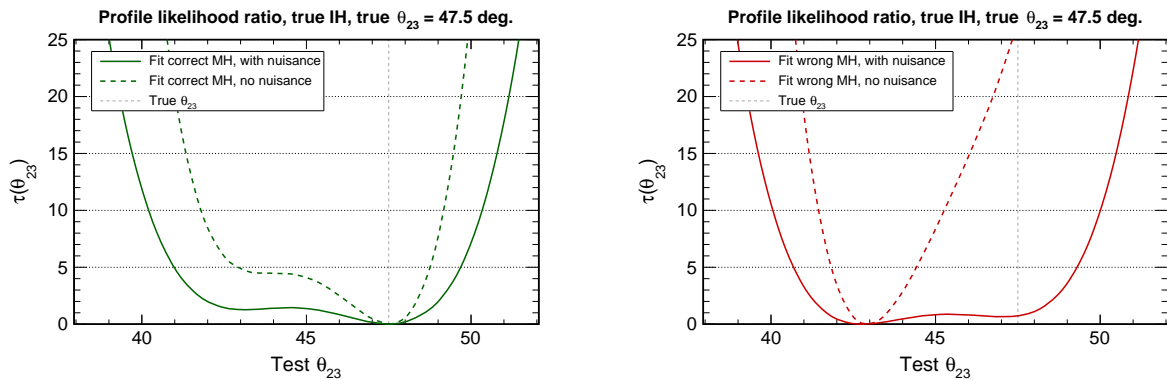 Profile likelihood ratio, true IH, true θ23 = 47.5 deg.
25
20
15
10
5
0
τ(θ23)
Fit correct MH, with nuisance
Fit correct MH, no nuisance
True θ23
40
45
50
Test θ23
Profile likelihood ratio, true IH, true θ23 = 47.5 deg.
25
20
15
10
5
0
τ(θ23)
Fit wrong MH, with nuisance
Fit wrong MH, no nuisance
True θ23
40
45
50
Test θ23